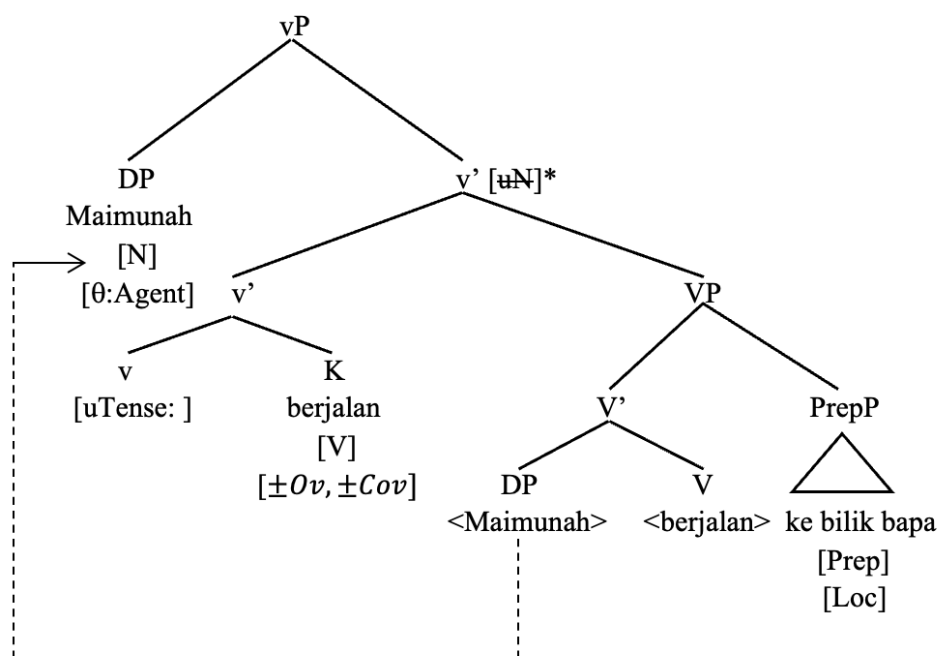 vP
DP
v’ [uN]*
Maimunah
[N]
[θ:Agent]
v’
VP
v
K
[uTense: ]
berjalan
[V]
[±Ov, ±Cov]
V’
PrepP
DP
V
<Maimunah>
<berjalan>
ke bilik bapa
[Prep]
[Loc]